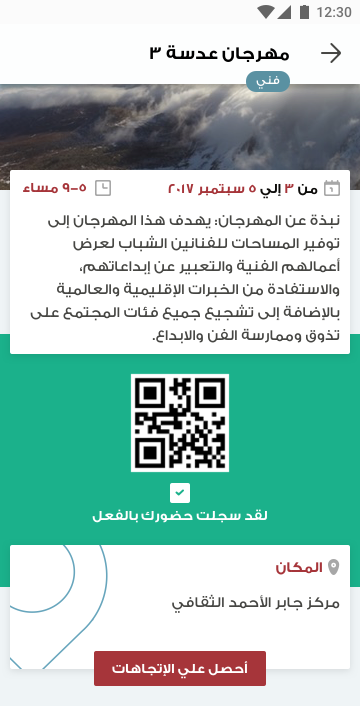 12:30
مهرجان عدسة ٣
فني
من ٣ إلي ٥ سبتمبر ٢٠١٧
٥-٩ مساء
نبذة عن المهرجان: يهدف هذا المهرجان إلى
توفير المساحات للفنانين الشباب لعرض
أعمالهم الفنية والتعبير عن إبداعاتهم،
والاستفادة من الخبرات الإقليمية والعالمية
بالإضافة إلى تشجيع جميع فئات المجتمع على
تذوق وممارسة الفن والابداع.
لقد سجلت حضورك بالفعل
المكان
مركز جابر الأحمد الثقافي
أحصل علي الإتجاهات